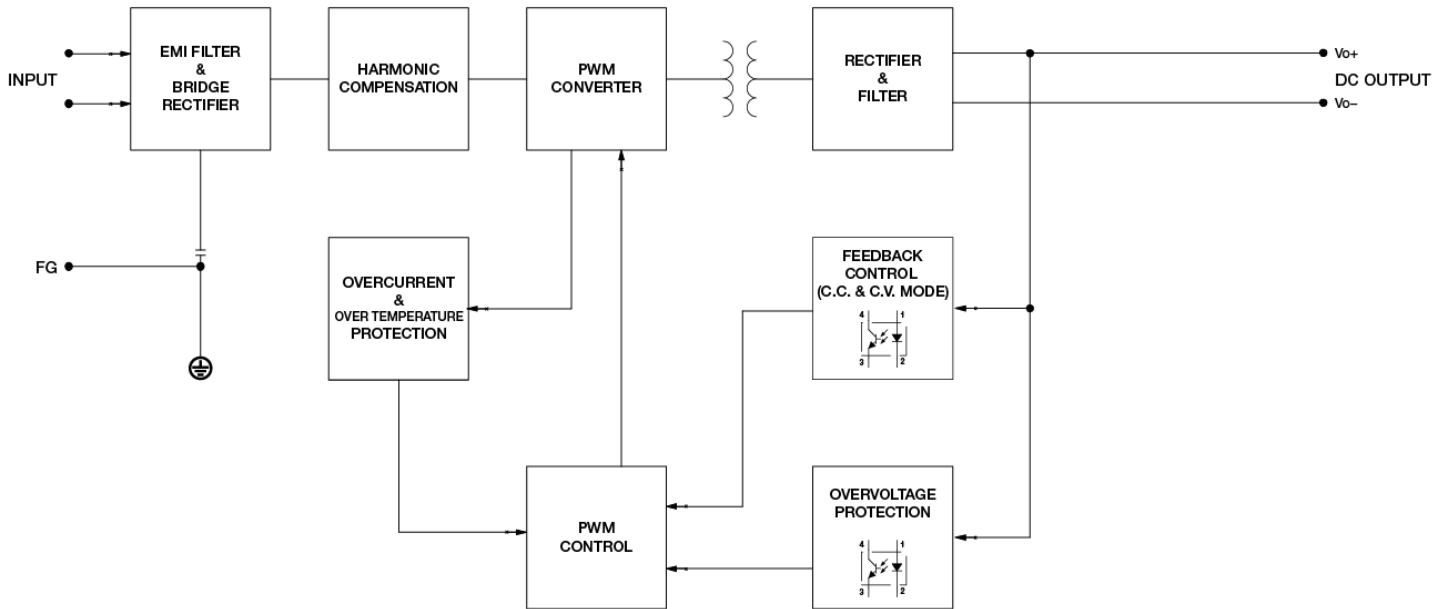 INPUT
EMI FILTER
&
BRIDGE
RECTIFIER
HARMONIC
COMPENSATION
PWM
CONVERTER
RECTIFIER
&
FILTER
Vo+
DC OUTPUT
Vo–
FG
OVERCURRENT
&
OVER TEMPERATURE
PROTECTION
FEEDBACK
CONTROL
(C.C. & C.V. MODE)
4 1
3 2
PWM
CONTROL
OVERVOLTAGE
PROTECTION
4 1
3 2